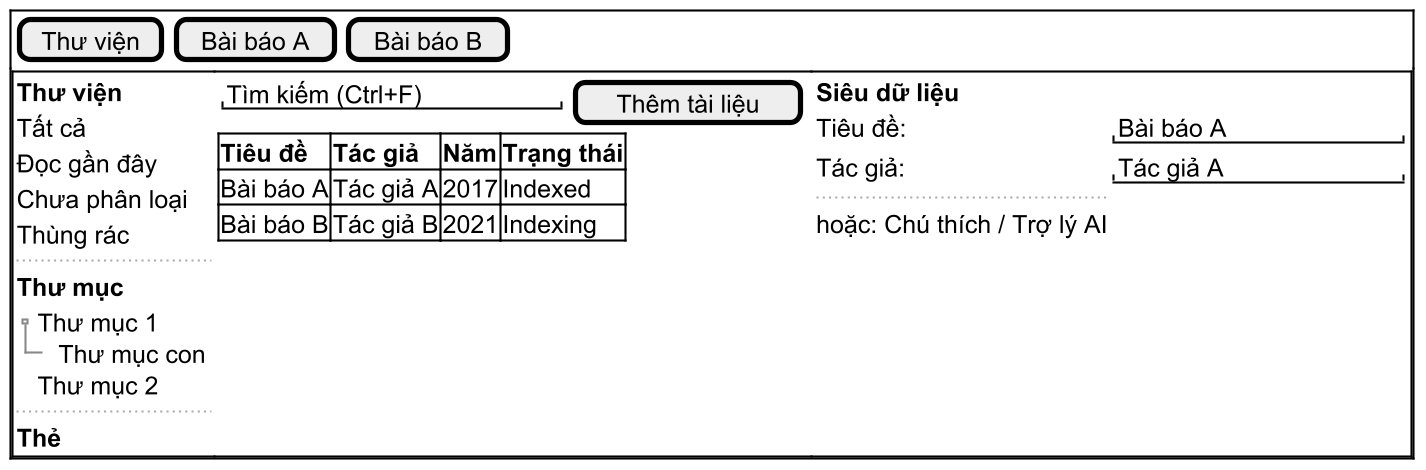 Thư viện Bài báo A Bài báo B
Thư viện
Tất cả
Đọc gần đây
Chưa phân loại
Thùng rác
Thư mục
Thư mục 1
Thư mục con
Thư mục 2
Thẻ
Tìm kiếm (Ctrl+F) Thêm tài liệu
Tiêu đề Tác giả Năm Trạng thái
Bài báo A Tác giả A 2017 Indexed
Bài báo B Tác giả B 2021 Indexing
Siêu dữ liệu
Tiêu đề: Bài báo A
Tác giả: Tác giả A
hoặc: Chú thích / Trợ lý AI